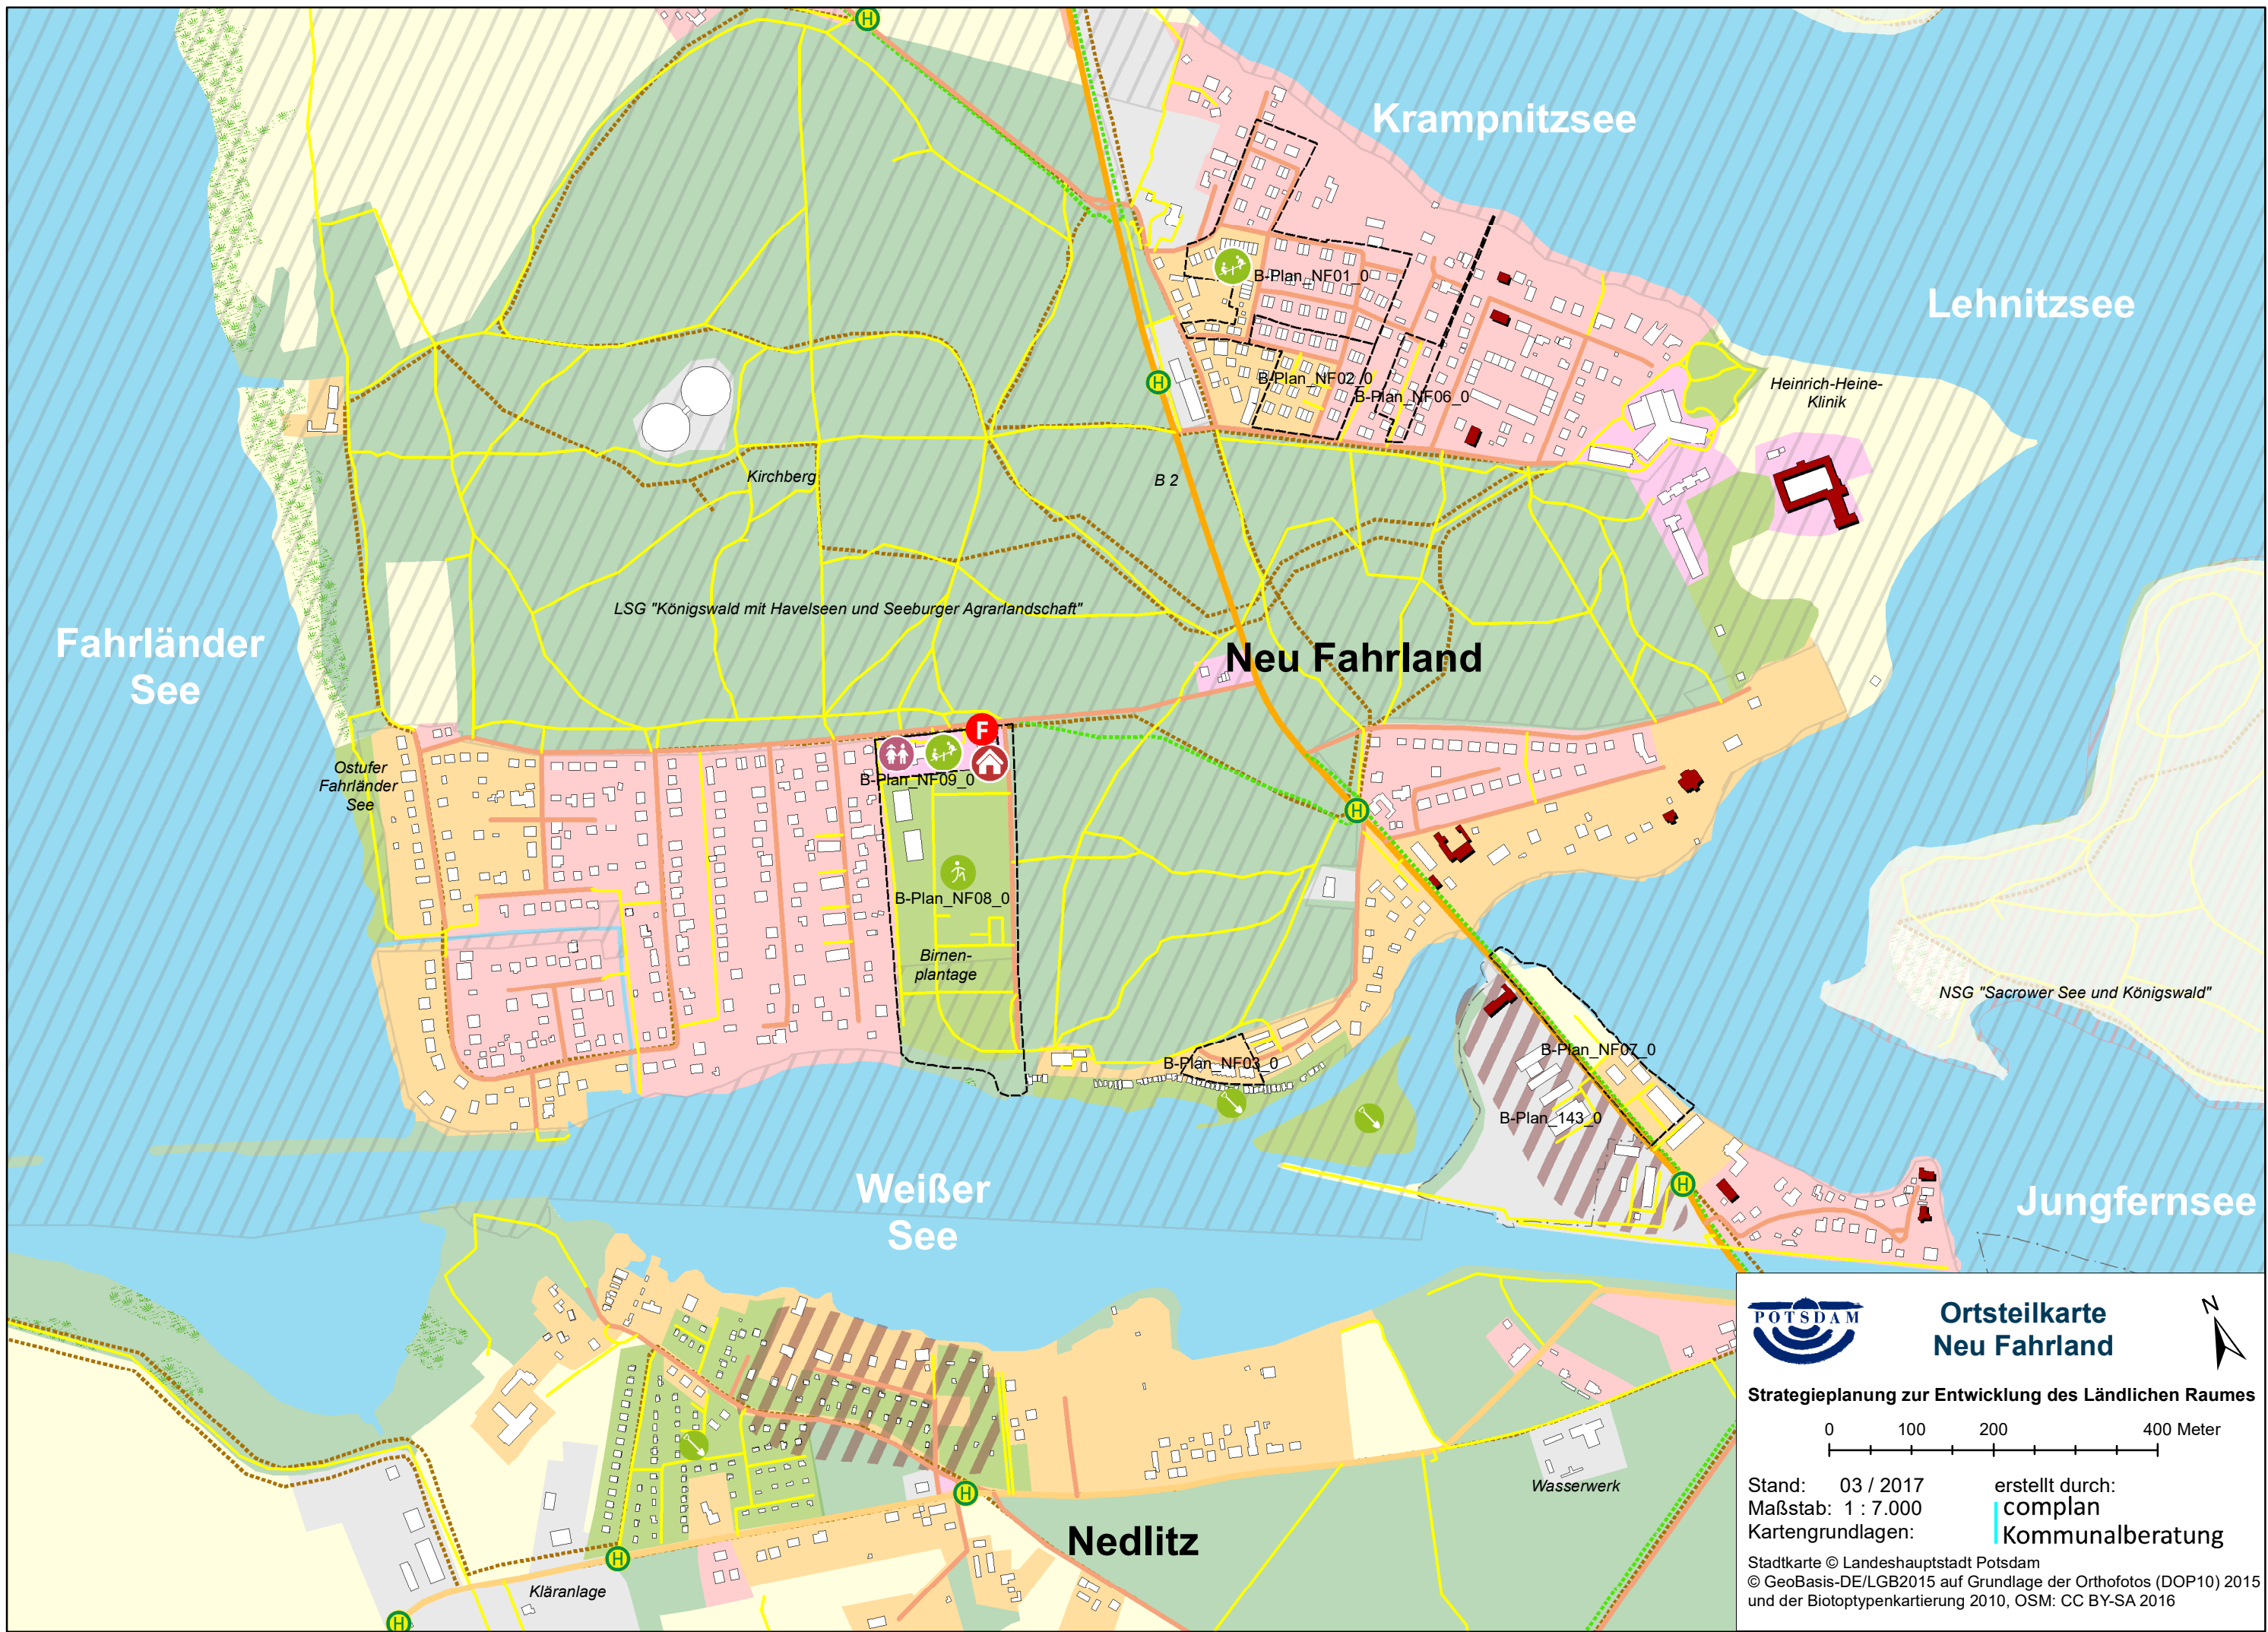 H
Krampnitzsee
B-Plan_NF01_0
Lehnitzsee
H
B-Plan_NF02_0
B-Plan_NF06_0
Heinrich-Heine-
Klinik
Kirchberg
B 2
LSG "Königswald mit Havelseen und Seeburger Agrarlandschaft"
Fahrländer
See
Neu Fahrland
F
Ostufer
Fahrländer
See
B-Plan_NF09_0
H
B-Plan_NF08_0
Birnen-
plantage
NSG "Sacrower See und Königswald"
B-Plan_NF03_0
B-Plan_NF07_0
B-Plan_143_0
Weißer
See
H
Jungfernsee
Wasserwerk
H
Nedlitz
H
Kläranlage
H
POTSDAM
Ortsteilkarte
Neu Fahrland
N
Strategieplanung zur Entwicklung des Ländlichen Raumes
0 100 200 400 Meter
Stand: 03 / 2017
Maßstab: 1 : 7.000
Kartengrundlagen:
erstellt durch:
complan
Kommunalberatung
Stadtkarte © Landeshauptstadt Potsdam
© GeoBasis-DE/LGB2015 auf Grundlage der Orthofotos (DOP10) 2015
und der Biotoptypenkartierung 2010, OSM: CC BY-SA 2016